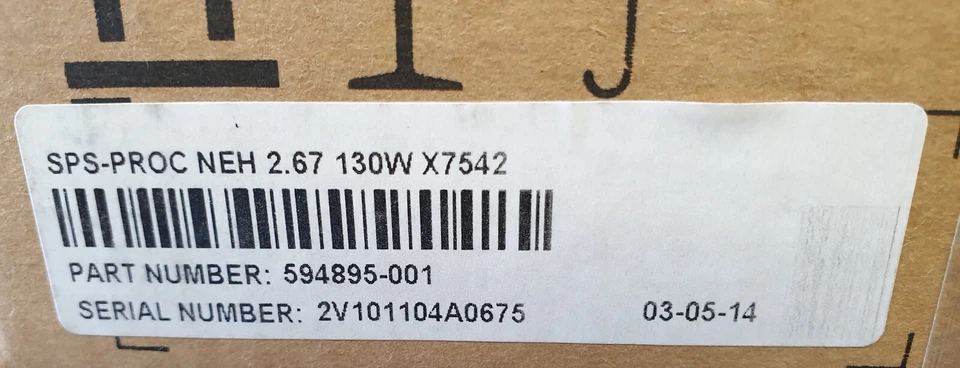 SPS-PROC NEH 2.67 130W X7542
PART NUMBER: 594895-001
SERIAL NUMBER: 2V101104A0675 03-05-14